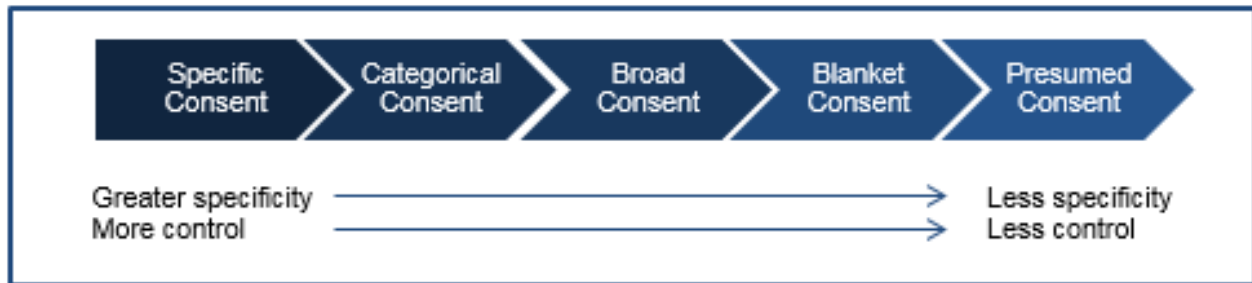 Specific
Consent
Categorical
Consent
Broad
Consent
Blanket
Consent
Presumed
Consent
Greater specificity
Less specificity
More control
Less control